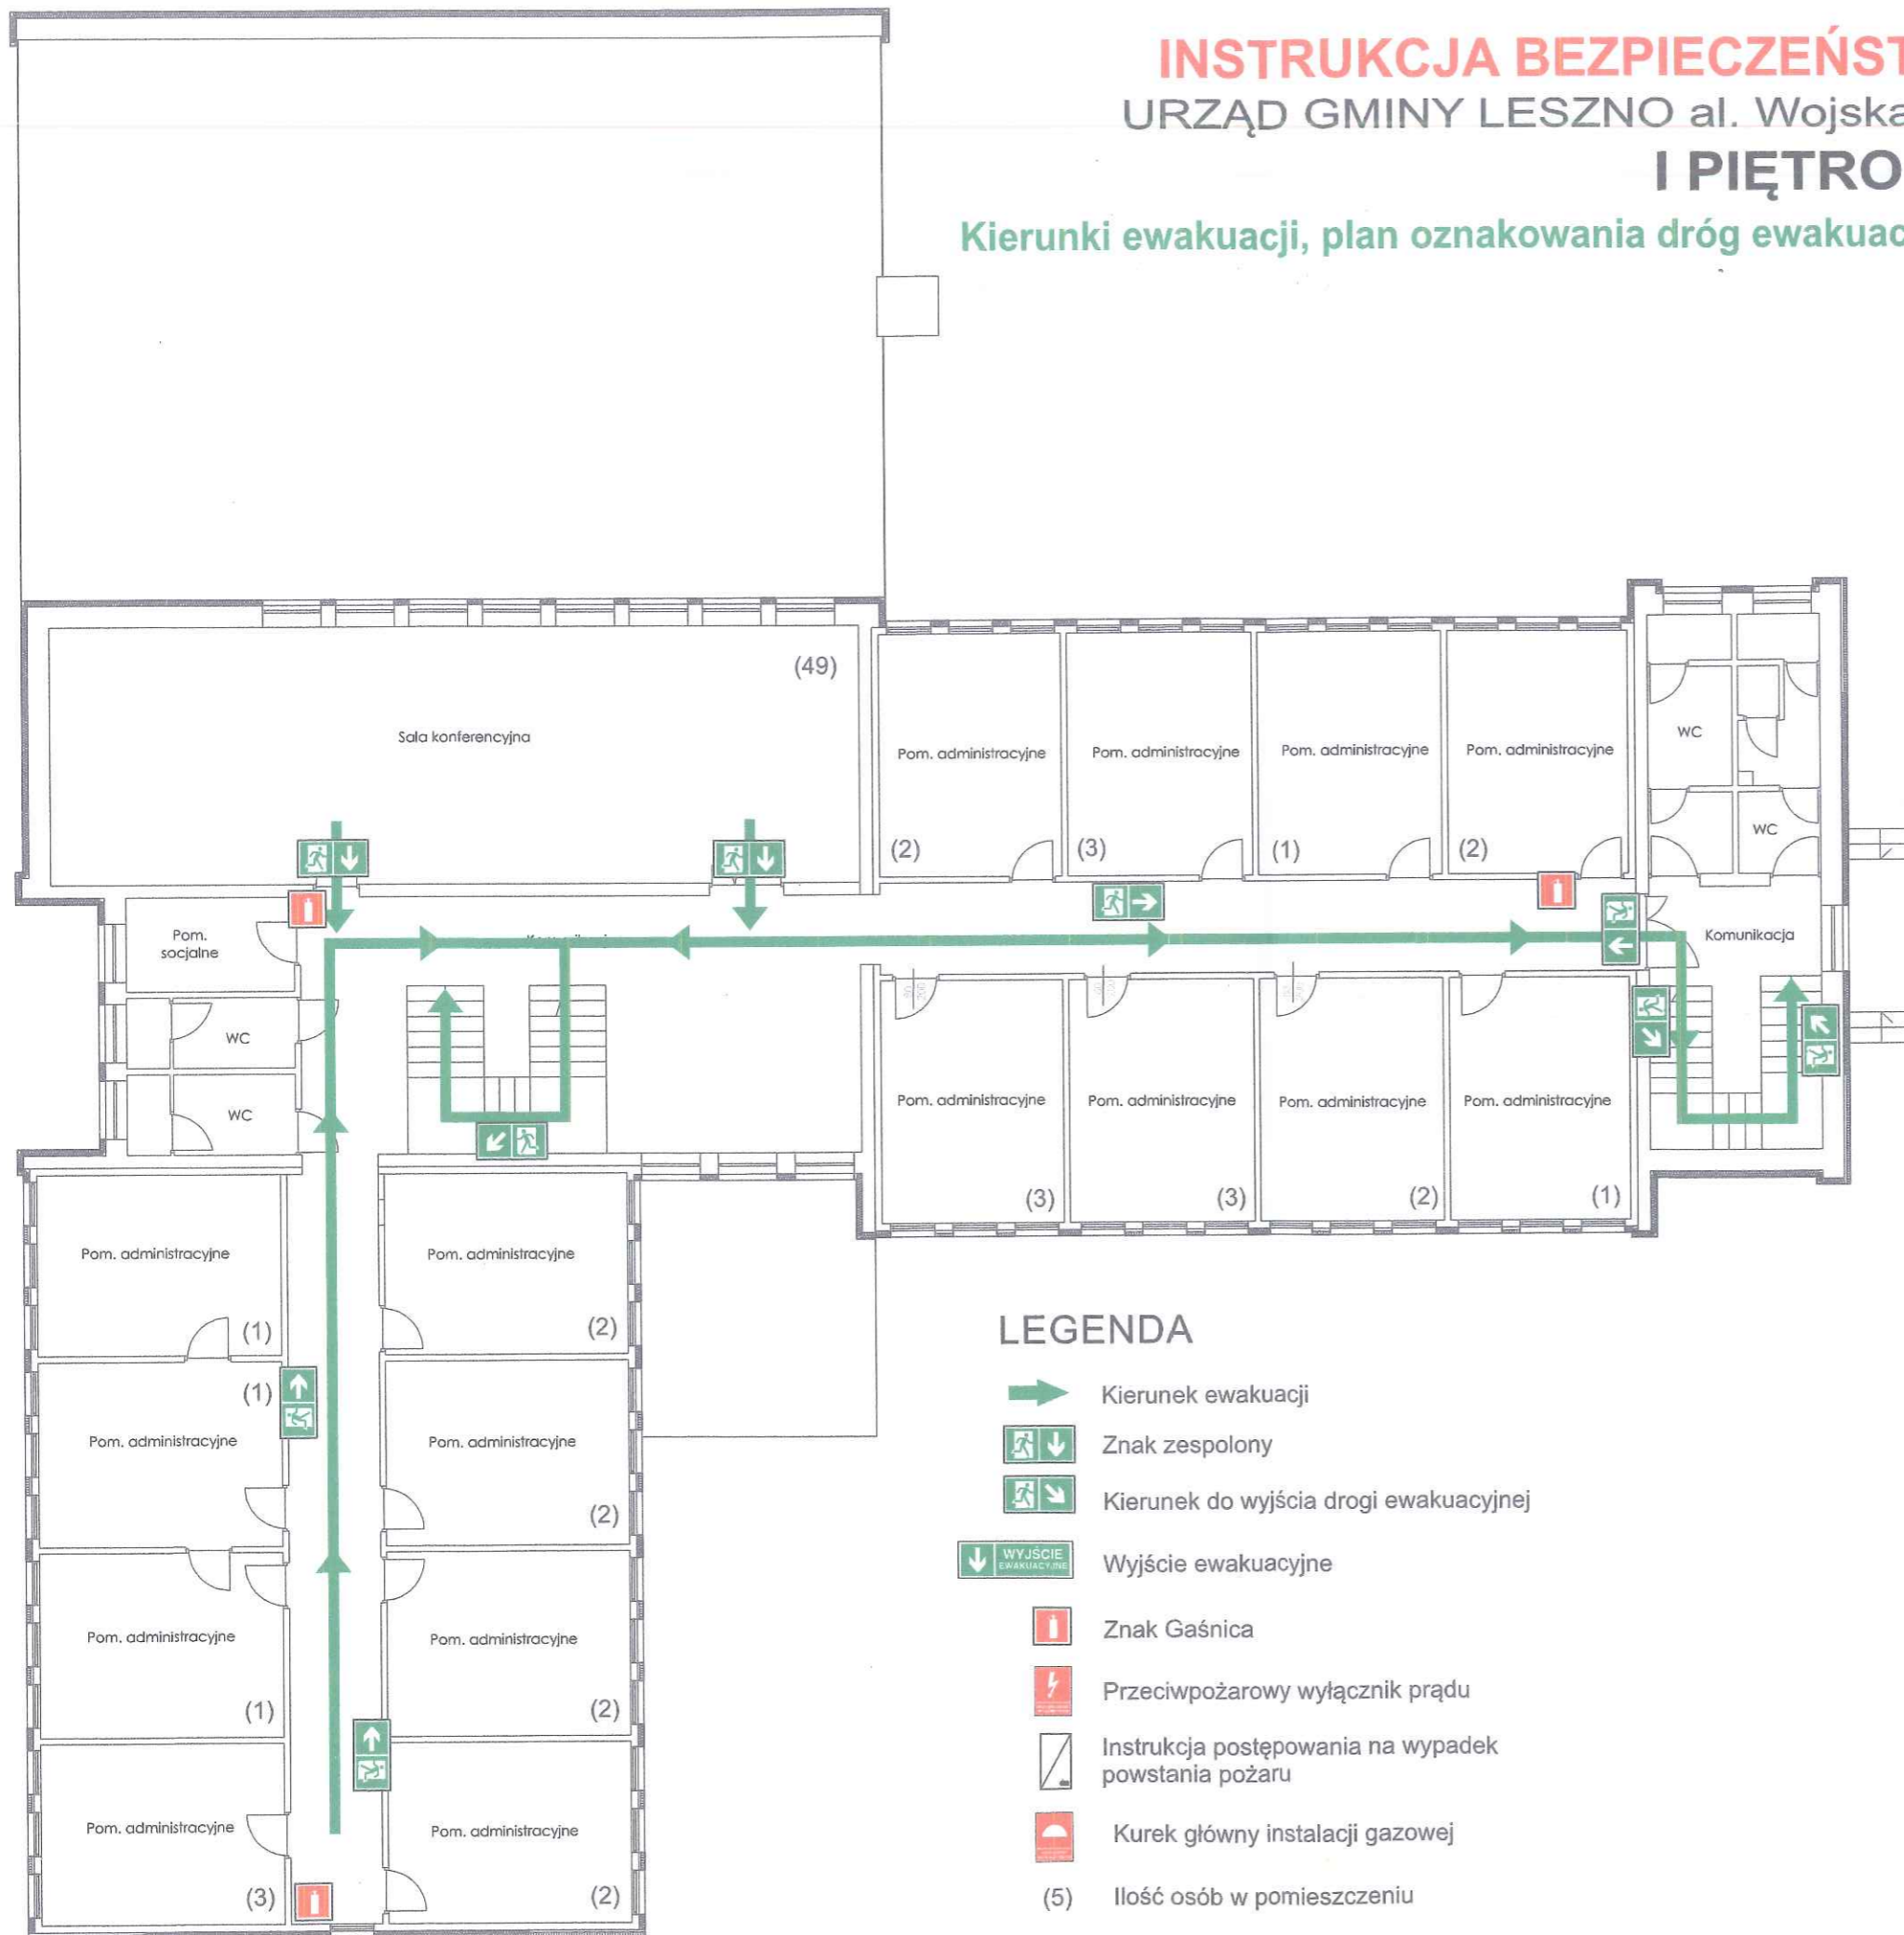 INSTRUKCJA BEZPIECZEŃST
URZĄD GMINY LESZNO al. Wojska
I PIĘTRO
Kierunki ewakuacji, plan oznakowania dróg ewakuac
(49)
Sala konferencyjna
Pom. administracyjne
(2)
Pom. administracyjne
(3)
Pom. administracyjne
(1)
Pom. administracyjne
(2)
WC
WC
Pom.
socjalne
Komunikacja
WC
WC
Pom. administracyjne
(3)
Pom. administracyjne
(3)
Pom. administracyjne
(2)
Pom. administracyjne
(1)
Pom. administracyjne
(1)
Pom. administracyjne
(2)
(1)
Pom. administracyjne
Pom. administracyjne
(2)
Pom. administracyjne
(1)
Pom. administracyjne
(2)
Pom. administracyjne
(3)
Pom. administracyjne
(2)
LEGENDA
Kierunek ewakuacji
Znak zespolony
Kierunek do wyjścia drogi ewakuacyjnej
WYJŚCIE
EWAKUACYJNE
Wyjście ewakuacyjne
Znak Gaśnica
Przeciwpożarowy wyłącznik prądu
Instrukcja postępowania na wypadek
powstania pożaru
Kurek główny instalacji gazowej
(5) Ilość osób w pomieszczeniu